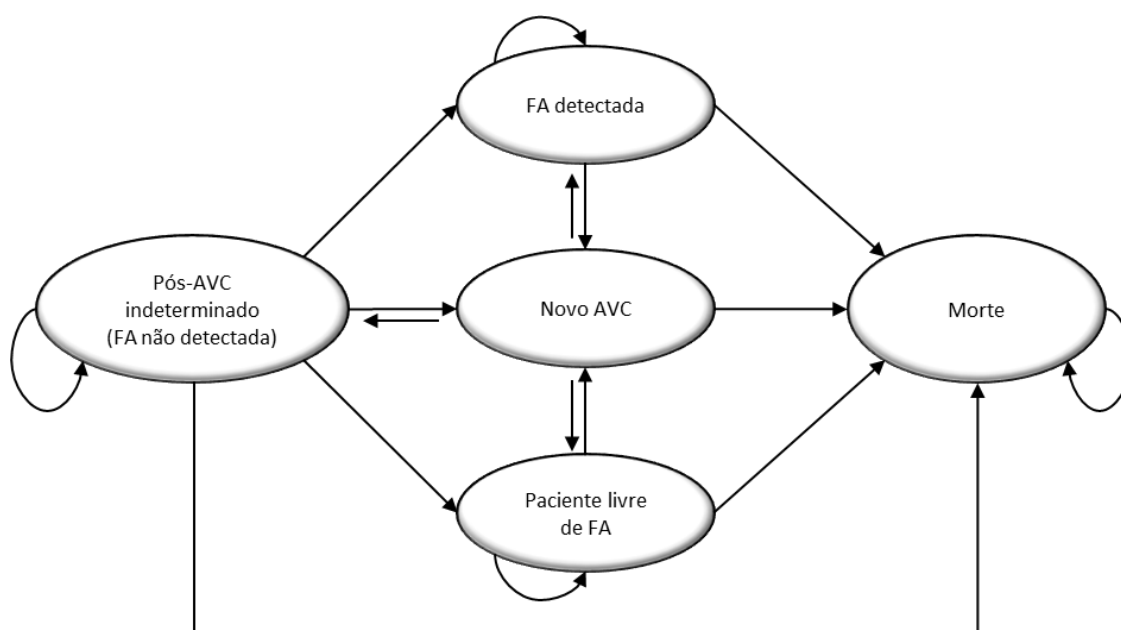 FA detectada
Pós-AVC
indeterminado
(FA não detectada)
Novo AVC
Morte
Paciente livre
de FA